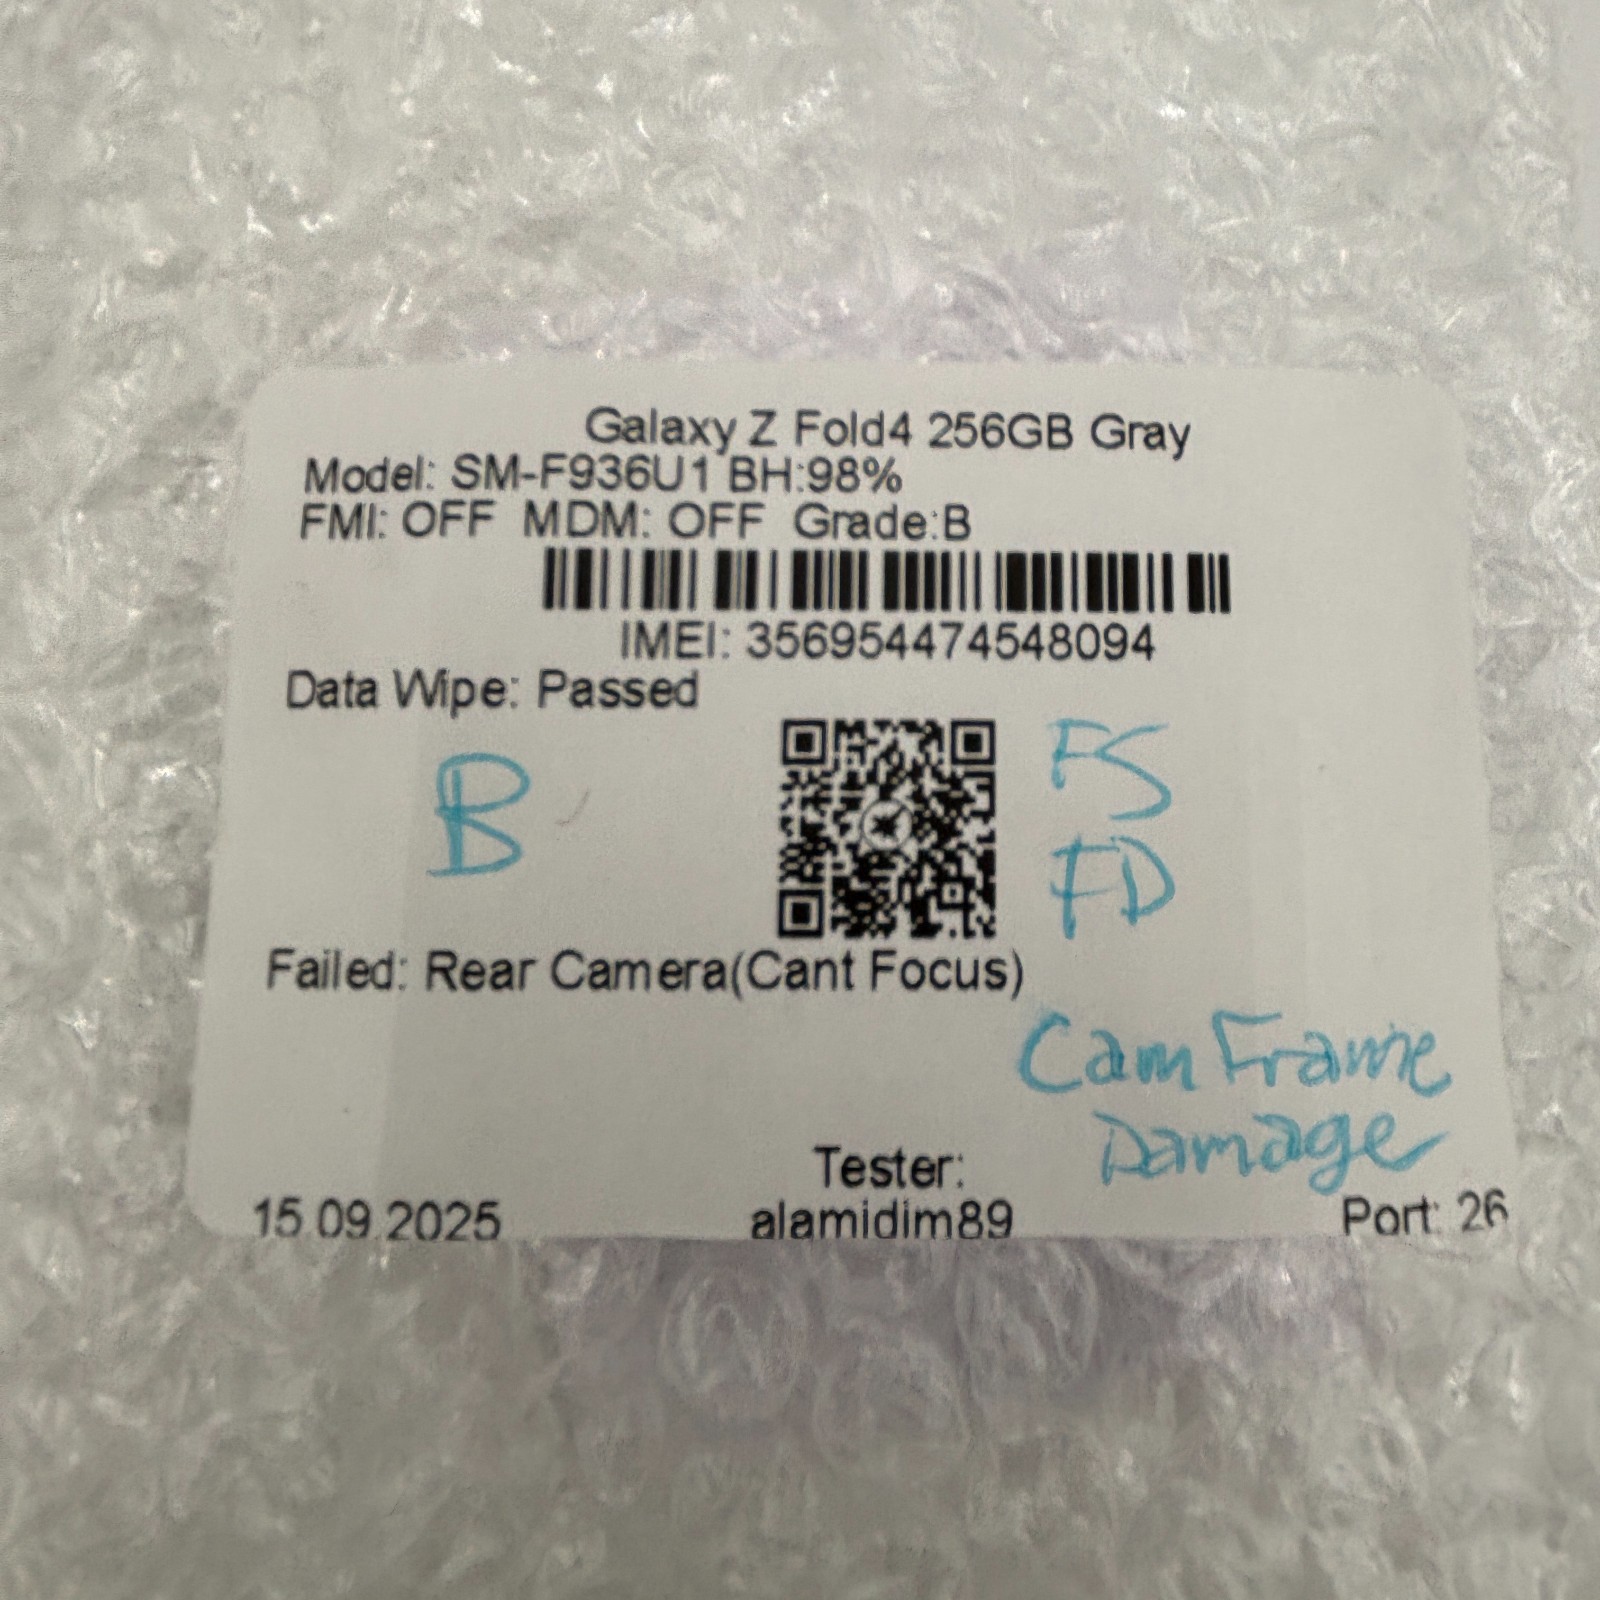 Galaxy Z Fold4 256GB Gray
Model: SM-F936U1 BH:98%
FMI: OFF MDM: OFF Grade:B
IMEI: 356954474548094
Data Wipe: Passed
B
FS
FD
Failed: Rear Camera(Cant Focus)
Cam Frame
Damage
Tester:
15.09.2025 alamidim89 Port: 26